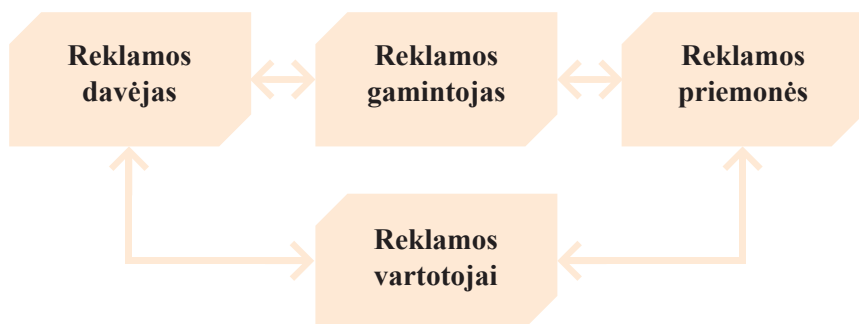 Reklamos
davėjas
Reklamos
gamintojas
Reklamos
priemonės
Reklamos
vartotojai